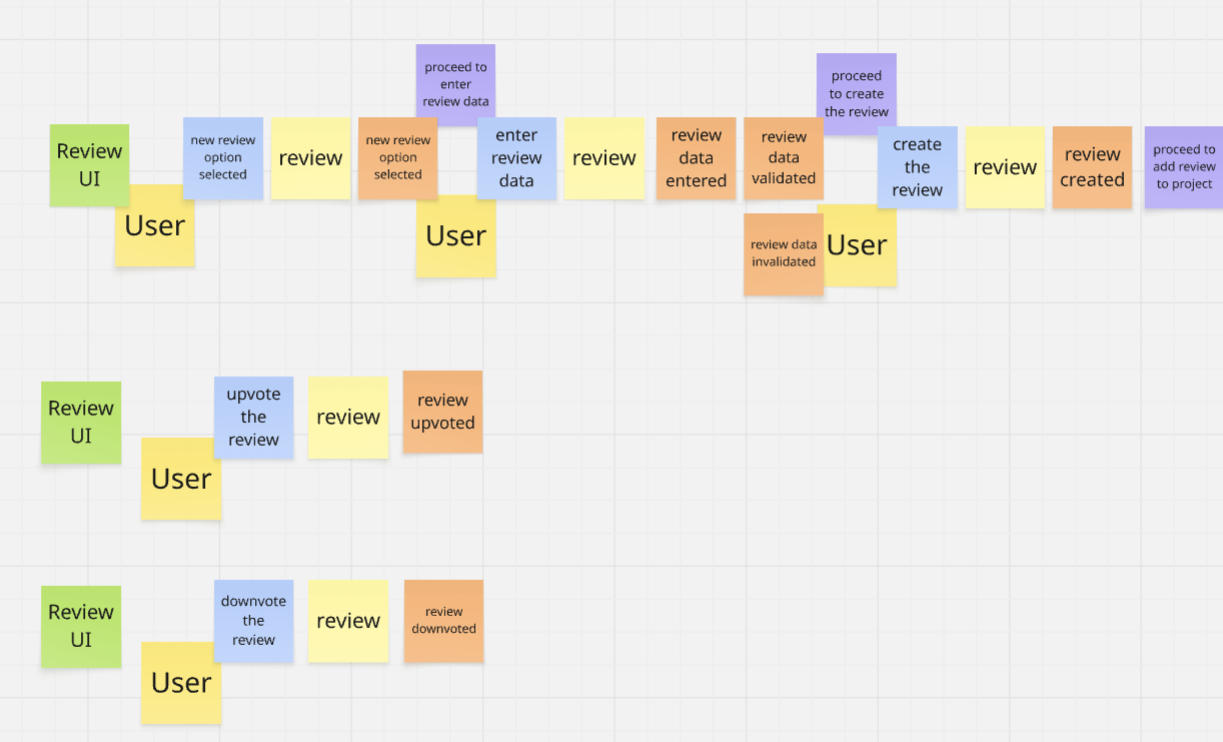 proceed to
enter
review data
proceed
to create
the review
Review
UI
User
new review
option
selected
review
new review
option
selected
User
enter
review
data
review
review
data
entered
review
data
validated
review data
invalidated
User
create
the
review
review
review
created
proceed to
add review
to project
Review
UI
User
upvote
the
review
review
review
upvoted
Review
UI
User
downvote
the
review
review
review
downvoted